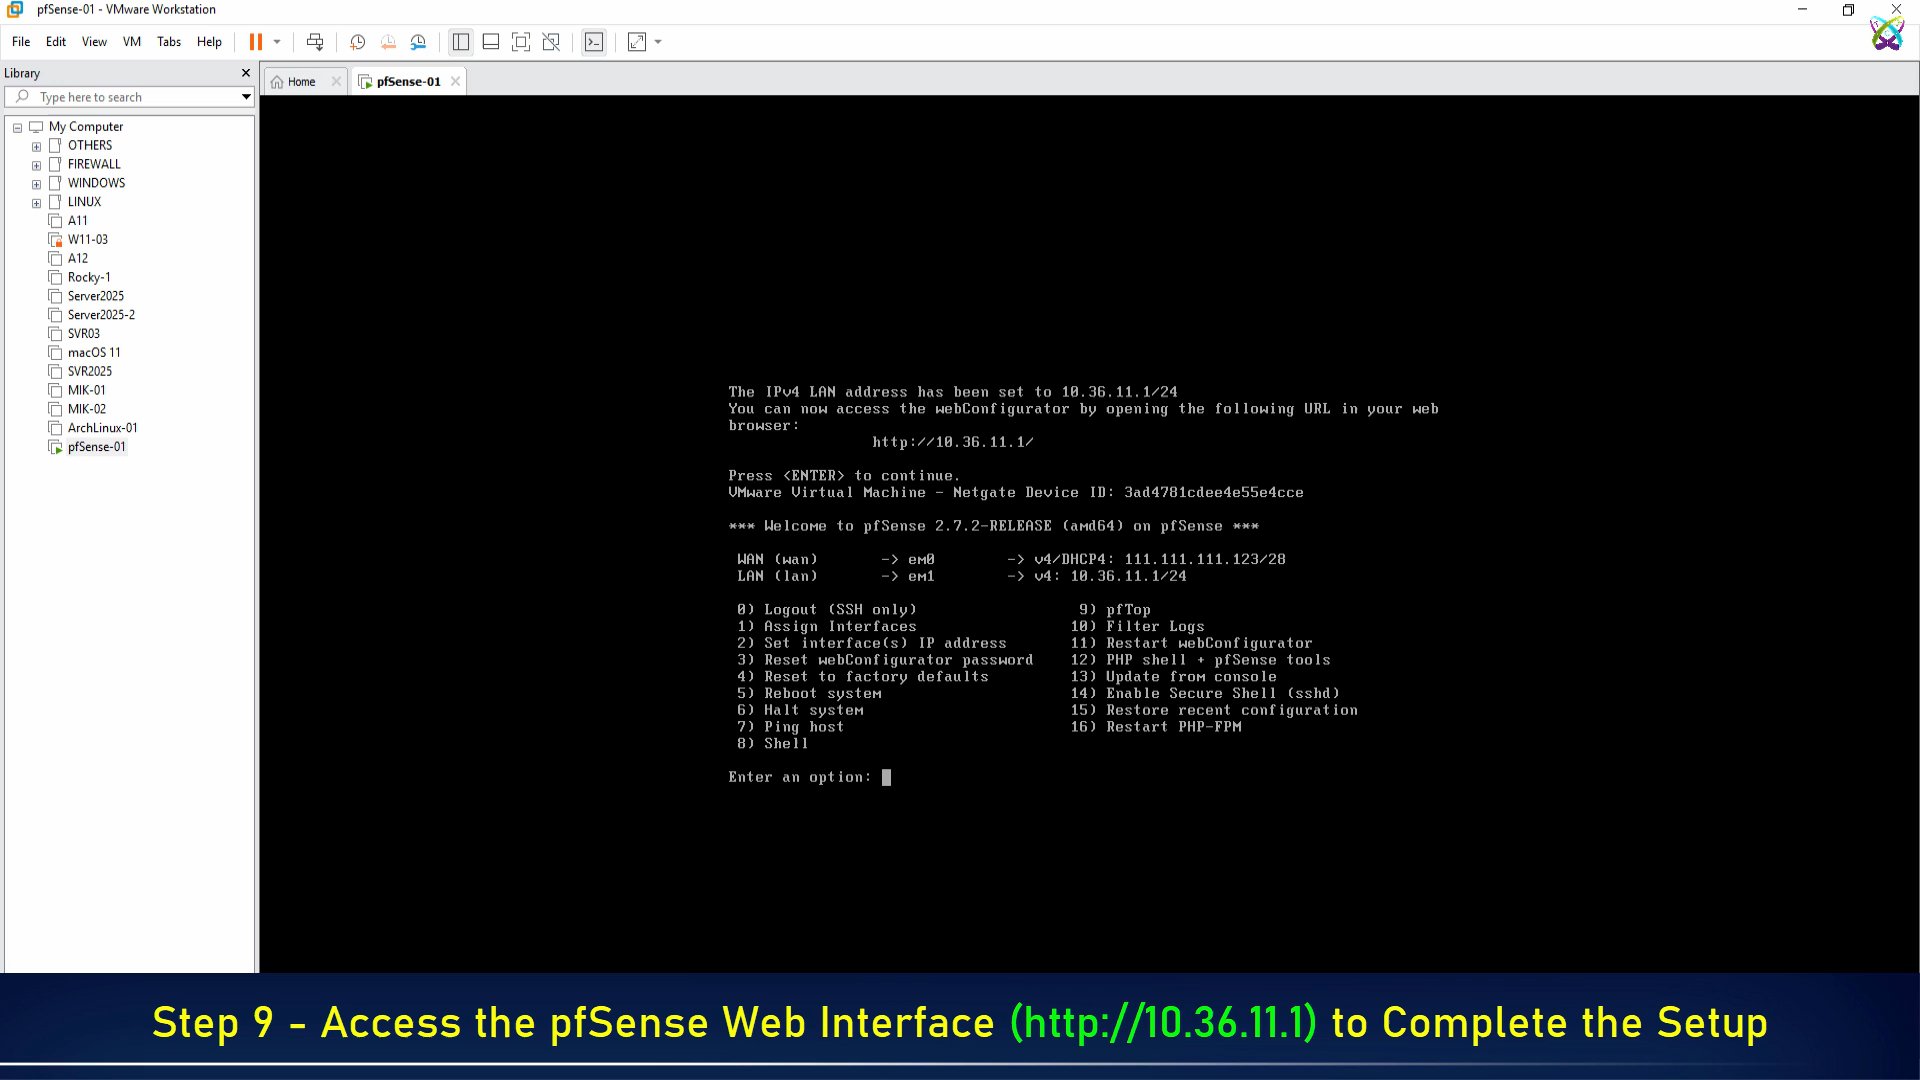 pfSense-01 - VMware Workstation
File Edit View VM Tabs Help
Library
Type here to search
My Computer
OTHERS
FIREWALL
WINDOWS
LINUX
A11
W11-03
A12
Rocky-1
Server2025
Server2025-2
SVR03
macOS 11
SVR2025
MIK-01
MIK-02
ArchLinux-01
pfSense-01
Home pfSense-01
The IPv4 LAN address has been set to 10.36.11.1/24
You can now access the webConfigurator by opening the following URL in your web
browser:
http://10.36.11.1/
Press <ENTER> to continue.
VMware Virtual Machine - Netgate Device ID: 3ad4781cdee4e55e4cce
*** Welcome to pfSense 2.7.2-RELEASE (amd64) on pfSense ***
WAN (wan) -> em0 -> v4/DHCP4: 111.111.111.123/28
LAN (lan) -> em1 -> v4: 10.36.11.1/24
0) Logout (SSH only) 9) pfTop
1) Assign Interfaces 10) Filter Logs
2) Set interface(s) IP address 11) Restart webConfigurator
3) Reset webConfigurator password 12) PHP shell + pfSense tools
4) Reset to factory defaults 13) Update from console
5) Reboot system 14) Enable Secure Shell (sshd)
6) Halt system 15) Restore recent configuration
7) Ping host 16) Restart PHP-FPM
8) Shell
Enter an option:
Step 9 - Access the pfSense Web Interface (http://10.36.11.1) to Complete the Setup